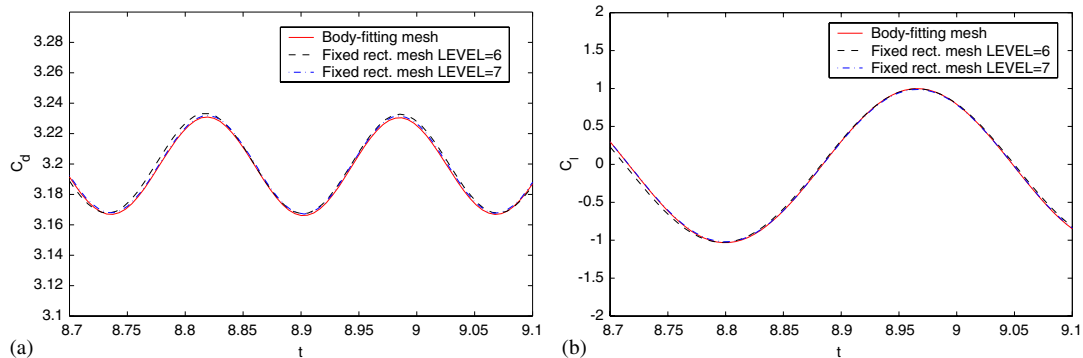 3.28
3.26
3.24
3.22
3.2
3.18
3.16
3.14
3.12
3.1
C_d
Body-fitting mesh
Fixed rect. mesh LEVEL=6
Fixed rect. mesh LEVEL=7
8.7 8.75 8.8 8.85 8.9 8.95 9 9.05 9.1
t
(a)
2
1.5
1
0.5
0
-0.5
-1
-1.5
-2
C_l
Body-fitting mesh
Fixed rect. mesh LEVEL=6
Fixed rect. mesh LEVEL=7
8.7 8.75 8.8 8.85 8.9 8.95 9 9.05 9.1
t
(b)